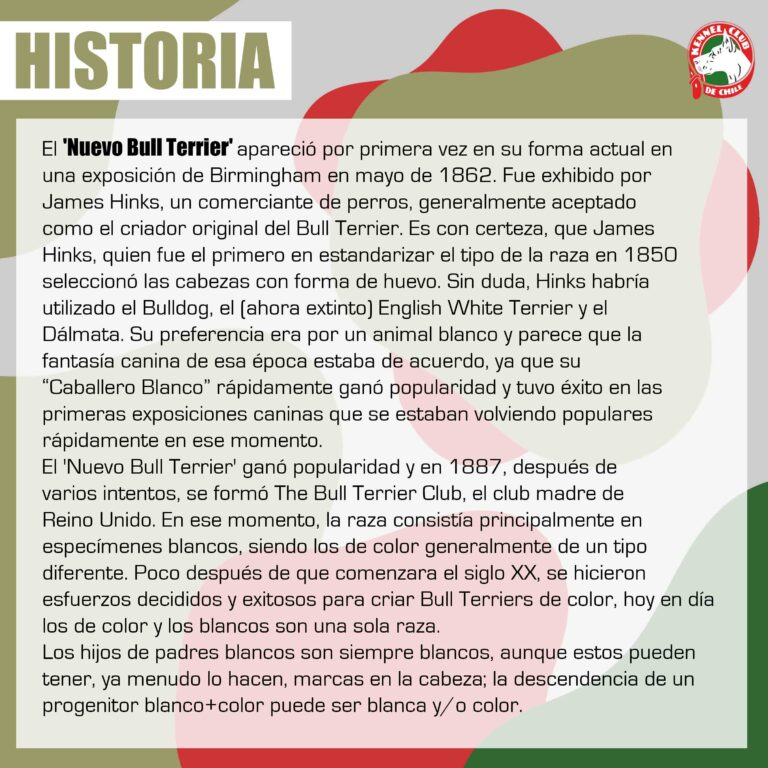 HISTORIA
KENNEL CLUB
DE CHILE
El 'Nuevo Bull Terrier' apareció por primera vez en su forma actual en
una exposición de Birmingham en mayo de 1862. Fue exhibido por
James Hinks, un comerciante de perros, generalmente aceptado
como el criador original del Bull Terrier. Es con certeza, que James
Hinks, quien fue el primero en estandarizar el tipo de la raza en 1850
seleccionó las cabezas con forma de huevo. Sin duda, Hinks habría
utilizado el Bulldog, el (ahora extinto) English White Terrier y el
Dálmata. Su preferencia era por un animal blanco y parece que la
fantasía canina de esa época estaba de acuerdo, ya que su
“Caballero Blanco” rápidamente ganó popularidad y tuvo éxito en las
primeras exposiciones caninas que se estaban volviendo populares
rápidamente en ese momento.
El 'Nuevo Bull Terrier' ganó popularidad y en 1887, después de
varios intentos, se formó The Bull Terrier Club, el club madre de
Reino Unido. En ese momento, la raza consistía principalmente en
especímenes blancos, siendo los de color generalmente de un tipo
diferente. Poco después de que comenzara el siglo XX, se hicieron
esfuerzos decididos y exitosos para criar Bull Terriers de color, hoy en día
los de color y los blancos son una sola raza.
Los hijos de padres blancos son siempre blancos, aunque estos pueden
tener, ya menudo lo hacen, marcas en la cabeza; la descendencia de un
progenitor blanco+color puede ser blanca y/o color.